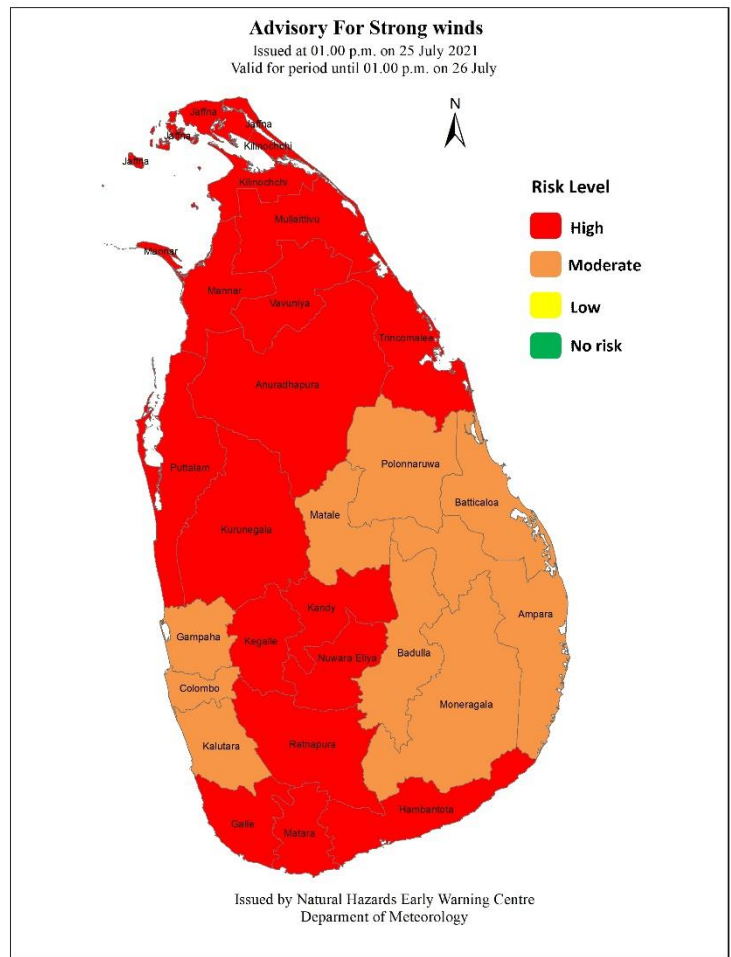 Advisory For Strong winds
Issued at 01.00 p.m. on 25 July 2021
Valid for period until 01.00 p.m. on 26 July
N
Jaffna
Jaffna
Jaffna
Kilinochchi
Jaffna
Kilinochchi
Mullaittivu
Mannar
Mannar
Vavuniya
Trincomalee
Anuradhapura
Risk Level
High
Moderate
Low
No risk
Polonnaruwa
Puttalam
Batticaloa
Matale
Kurunegala
Kandy
Ampara
Gampaha
Kegalle
Nuwara Eliya
Badulla
Colombo
Moneragala
Kalutara
Ratnapura
Hambantota
Galle
Matara
Issued by Natural Hazards Early Warning Centre
Deparment of Meteorology